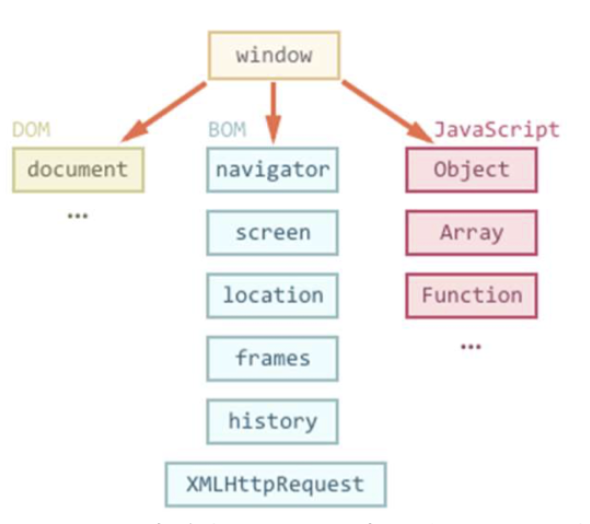 window
DOM
document
...
BOM
navigator
screen
location
frames
history
XMLHttpRequest
JavaScript
Object
Array
Function
...